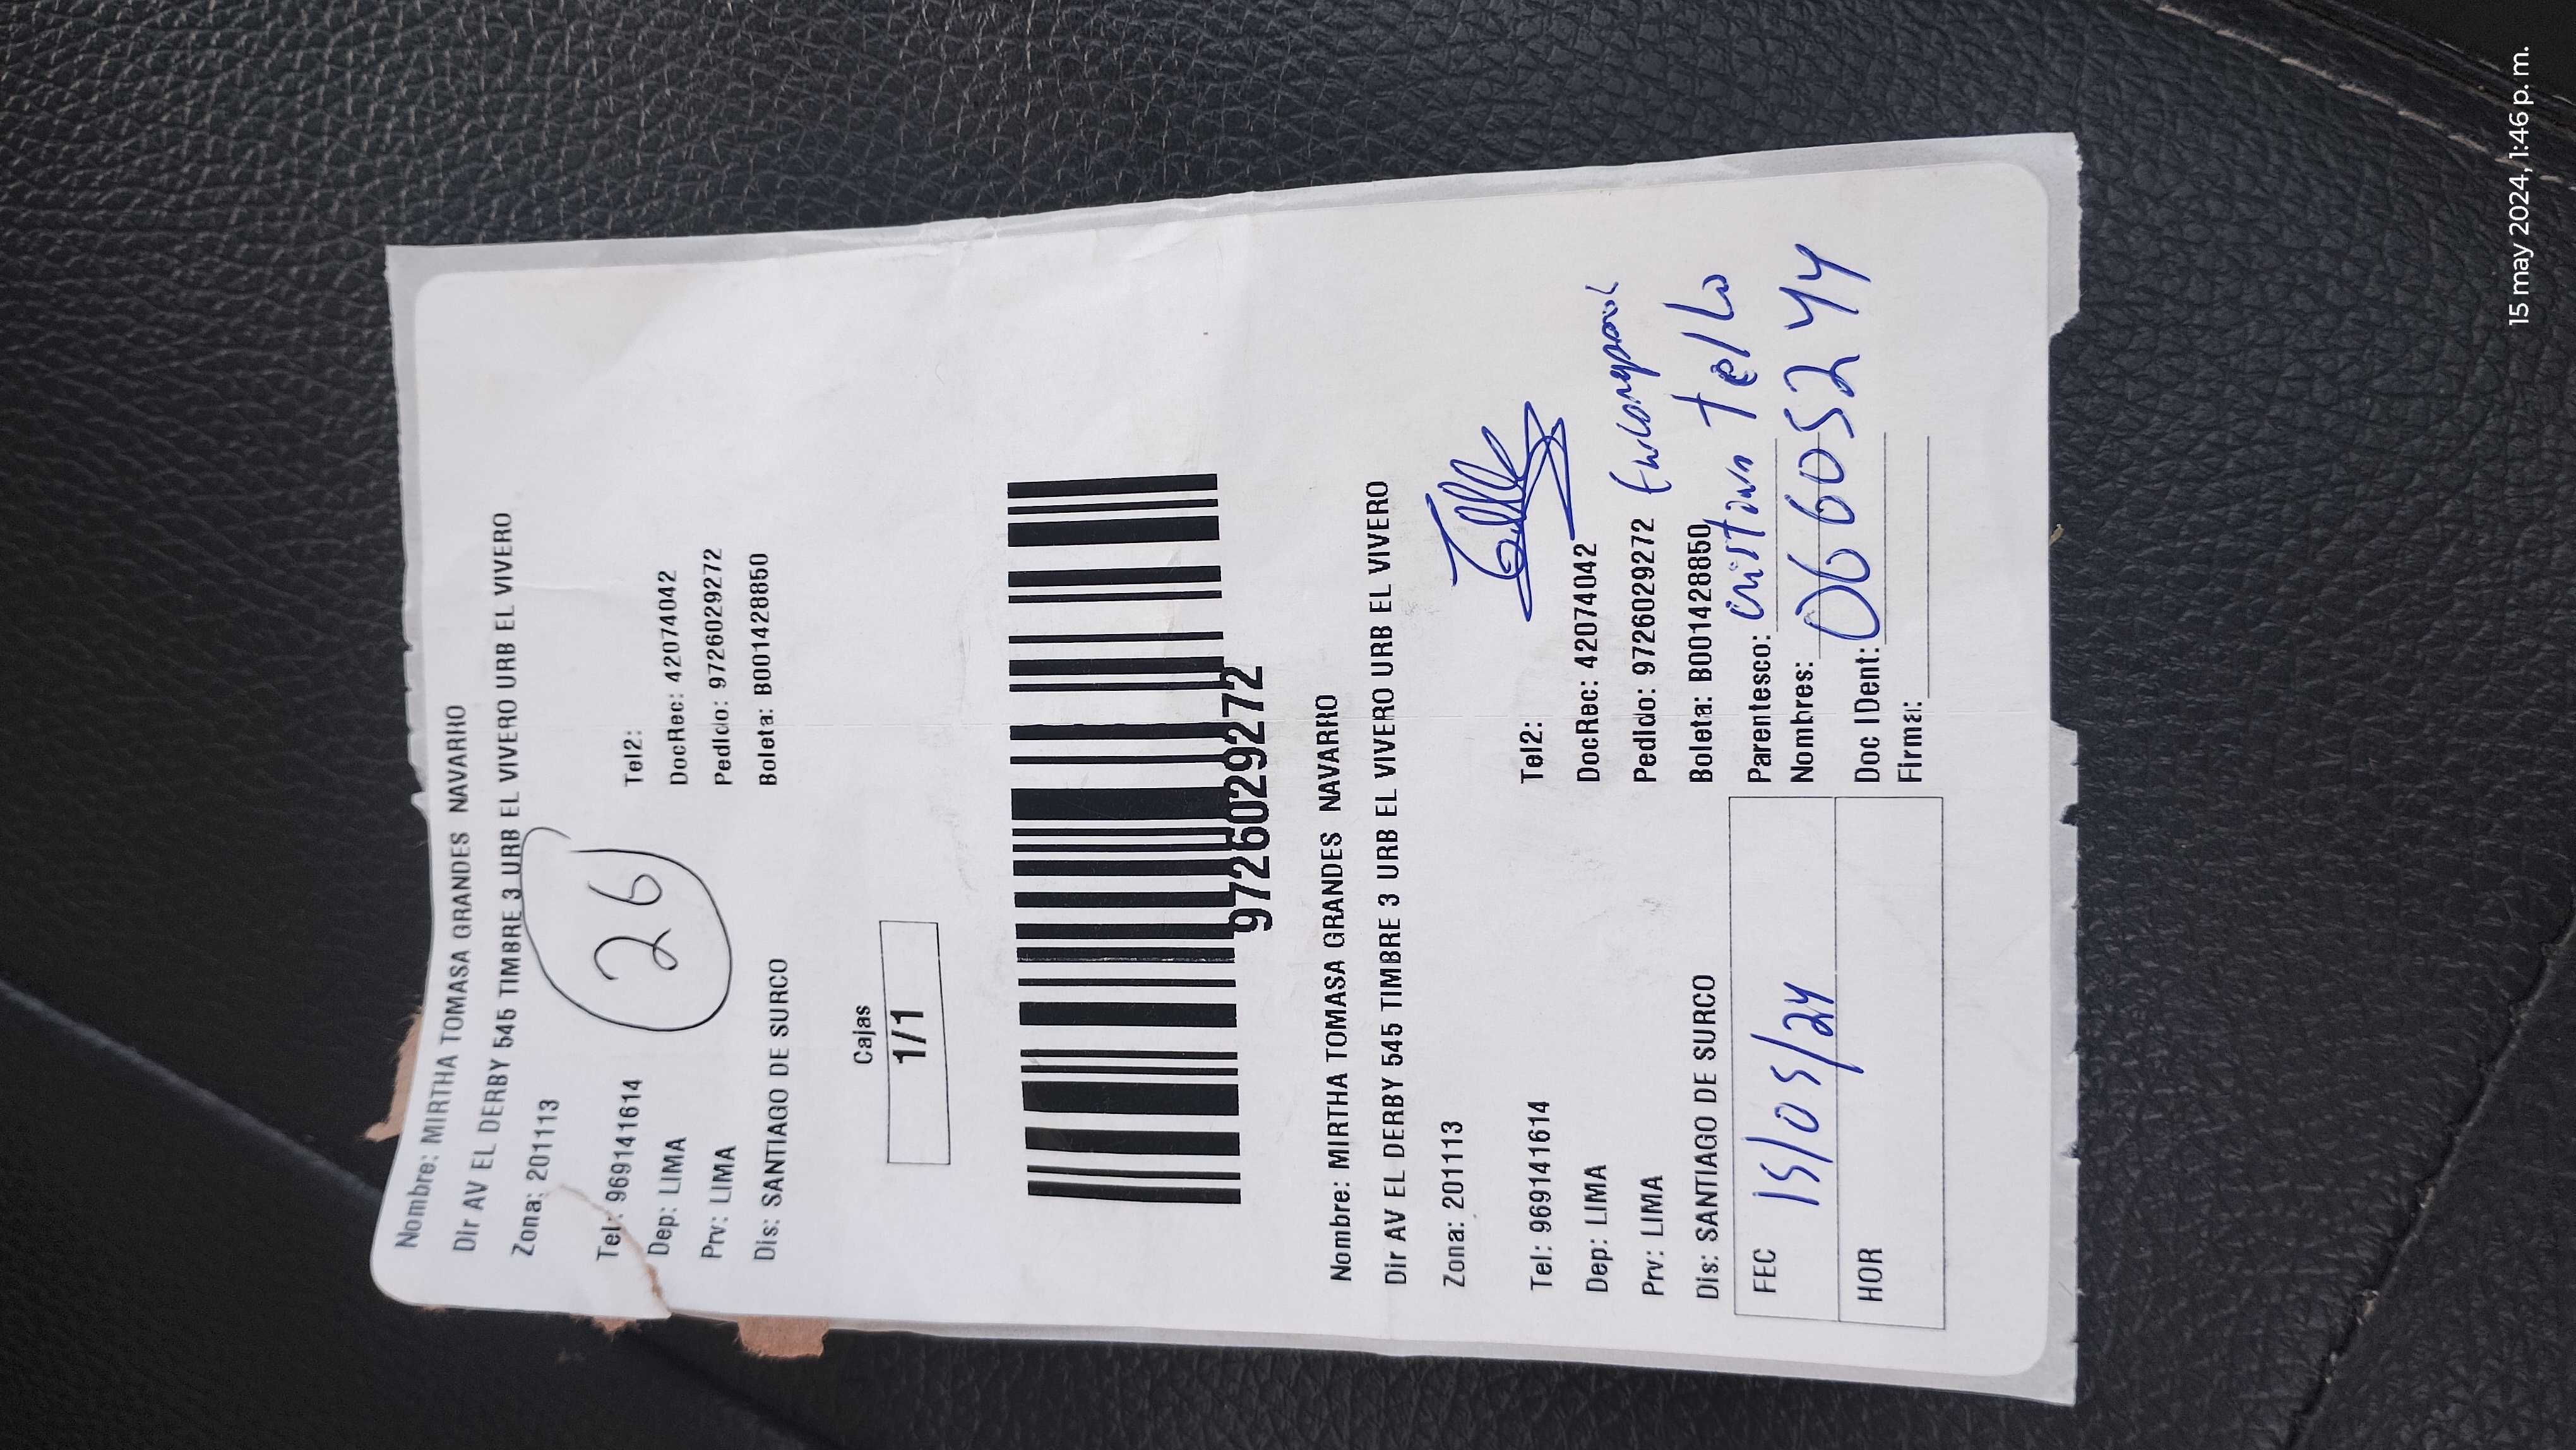 Nombre: MIRTHA TOMASA GRANDES NAVARRO
Dir AV EL DERBY 545 TIMBRE 3 URB EL VIVERO URB EL VIVERO
Zona: 201113
26
Tel: 969141614 Tel2:
Dep: LIMA DocRec: 42074042
Prv: LIMA Pedido: 9726029272
Dis: SANTIAGO DE SURCO Boleta: B001428850
Cajas
1/1
9726029272
Nombre: MIRTHA TOMASA GRANDES NAVARRO
Dir AV EL DERBY 545 TIMBRE 3 URB EL VIVERO URB EL VIVERO
Zona: 201113
Tel: 969141614 Tel2:
Dep: LIMA DocRec: 42074042
Prv: LIMA Pedido: 9726029272
Dis: SANTIAGO DE SURCO Boleta: B001428850
FEC 15/05/24 Parentesco:
Nombres: Tello
HOR Doc IDent: 06605244
Firma:
15 may 2024, 1:46 p. m.